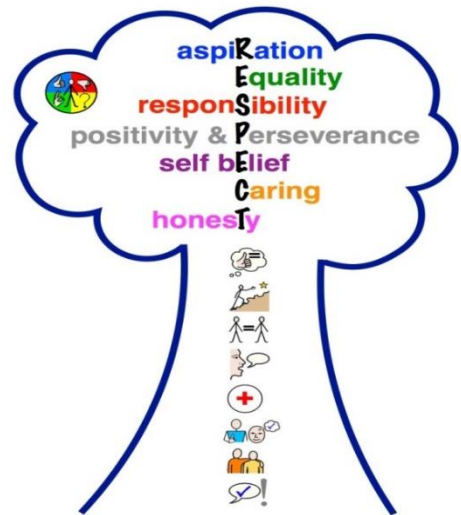 aspiRation
Equality
responSibility
positivity & Perseverance
self bElief
Caring
honesTy